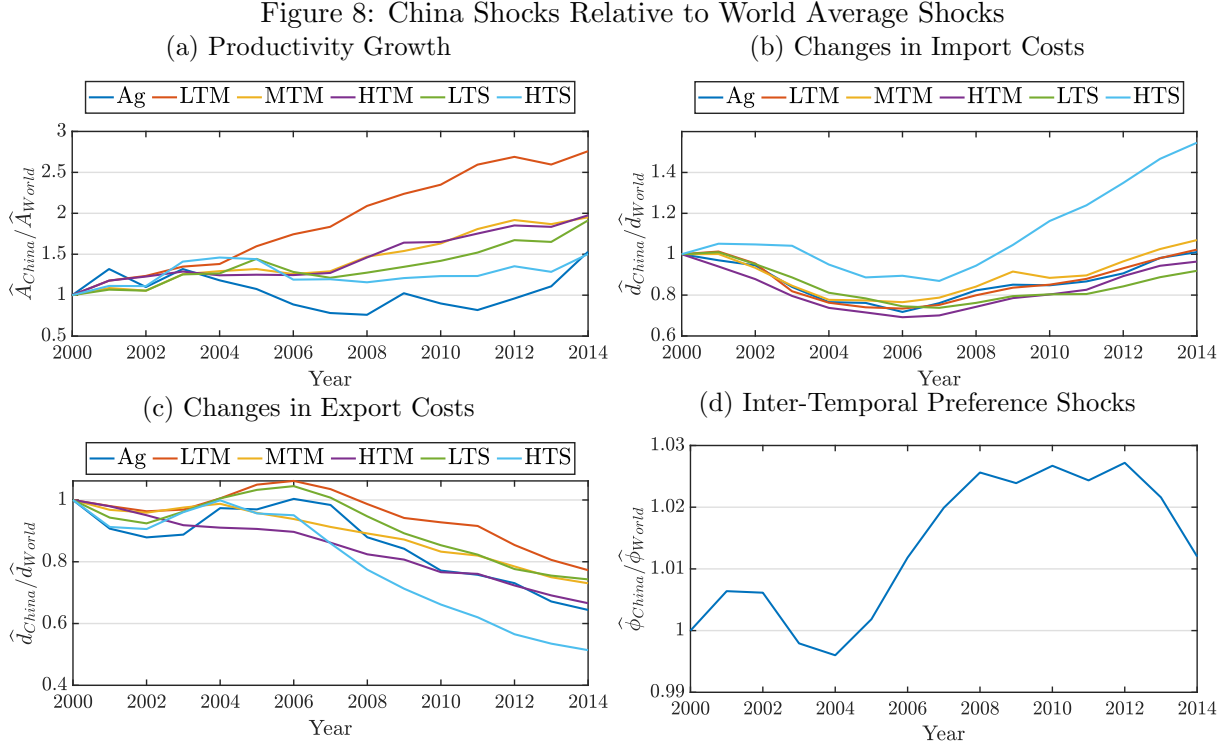 Figure 8: China Shocks Relative to World Average Shocks
(a) Productivity Growth
Ag LTM MTM HTM LTS HTS
3
2.5
2
1.5
1
0.5
2000 2002 2004 2006 2008 2010 2012 2014
Year
Â_China/Â_World
(b) Changes in Import Costs
Ag LTM MTM HTM LTS HTS
1.4
1.2
1
0.8
0.6
2000 2002 2004 2006 2008 2010 2012 2014
Year
d̂_China/d̂_World
(c) Changes in Export Costs
Ag LTM MTM HTM LTS HTS
1
0.8
0.6
0.4
2000 2002 2004 2006 2008 2010 2012 2014
Year
d̂_China/d̂_World
(d) Inter-Temporal Preference Shocks
1.03
1.02
1.01
1
0.99
2000 2002 2004 2006 2008 2010 2012 2014
Year
ϕ̂_China/ϕ̂_World